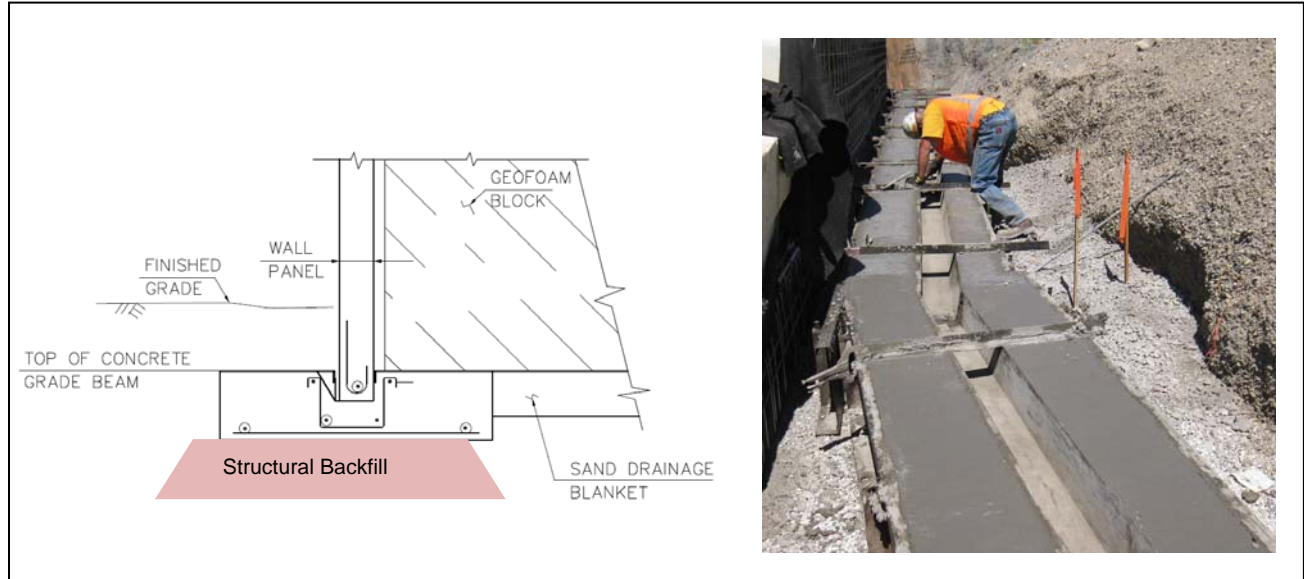 GEOFOAM
BLOCK
WALL
PANEL
FINISHED
GRADE
TOP OF CONCRETE
GRADE BEAM
Structural Backfill
SAND DRAINAGE
BLANKET